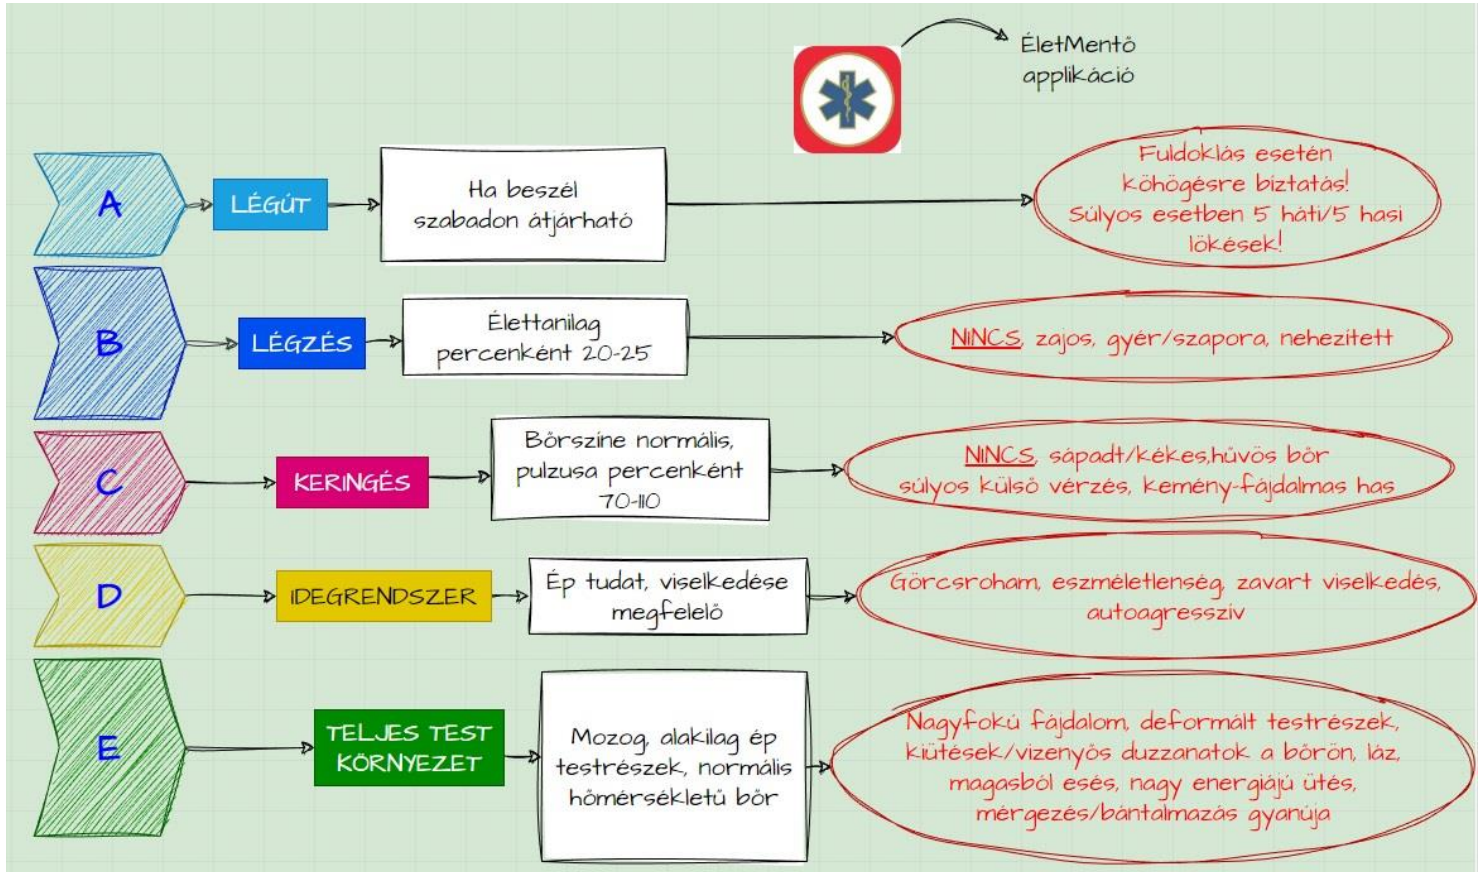 ÉletMentő
applikáció
A
LÉGÚT
Ha beszél
szabadon átjárható
Fuldoklás esetén
köhögésre bíztatás!
Súlyos esetben 5 háti/5 hasi
lökések!
B
LÉGZÉS
Élettanilag
percenként 20-25
NINCS, zajos, gyér/szapora, nehezített
C
KERINGÉS
Bőrszíne normális,
pulzusa percenként
70-110
NINCS, sápadt/kékes,hűvös bőr
súlyos külső vérzés, kemény-fájdalmas has
D
IDEGRENDSZER
Ép tudat, viselkedése
megfelelő
Görcsroham, eszméletlenség, zavart viselkedés,
autoagresszív
E
TELJES TEST
KÖRNYEZET
Mozog, alakilag ép
testrészek, normális
hőmérsékletű bőr
Nagyfokú fájdalom, deformált testrészek,
kiütések/vizenyős duzzanatok a bőrön, láz,
magasból esés, nagy energiájú ütés,
mérgezés/bántalmazás gyanúja